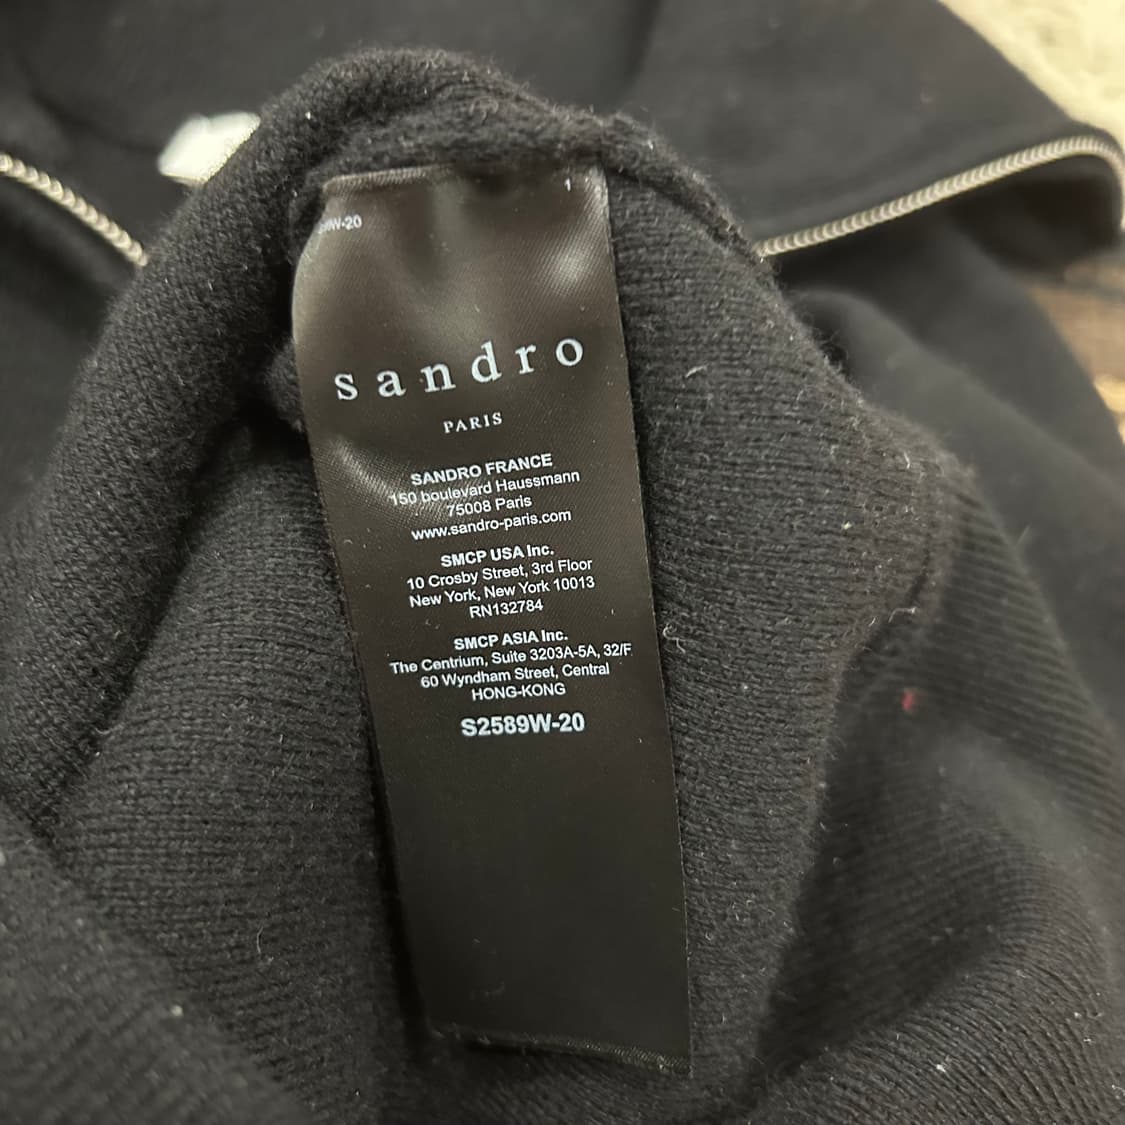 W-20
sandro
PARIS
SANDRO FRANCE
150 boulevard Haussmann
75008 Paris
www.sandro-paris.com
SMCP USA Inc.
10 Crosby Street, 3rd Floor
New York, New York 10013
RN132784
SMCP ASIA Inc.
The Centrium, Suite 3203A-5A, 32/F
60 Wyndham Street, Central
HONG-KONG
S2589W-20